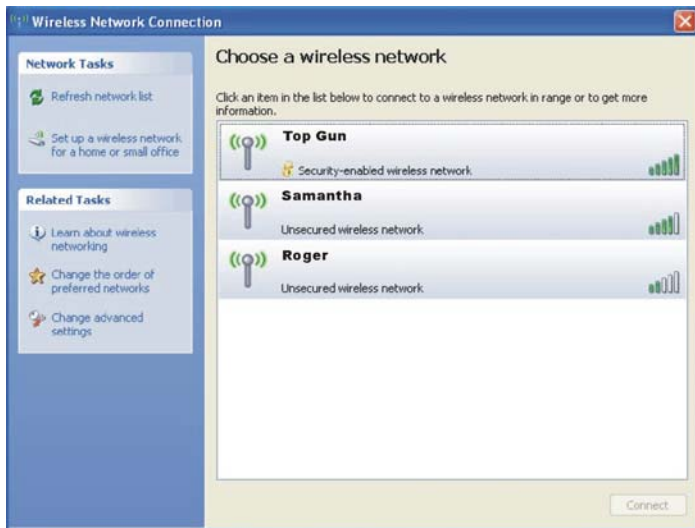 Wireless Network Connection
Network Tasks
Refresh network list
Set up a wireless network
for a home or small office
Related Tasks
Learn about wireless
networking
Change the order of
preferred networks
Change advanced
settings
Choose a wireless network
Click an item in the list below to connect to a wireless network in range or to get more
information.
Top Gun
Security-enabled wireless network
Samantha
Unsecured wireless network
Roger
Unsecured wireless network
Connect